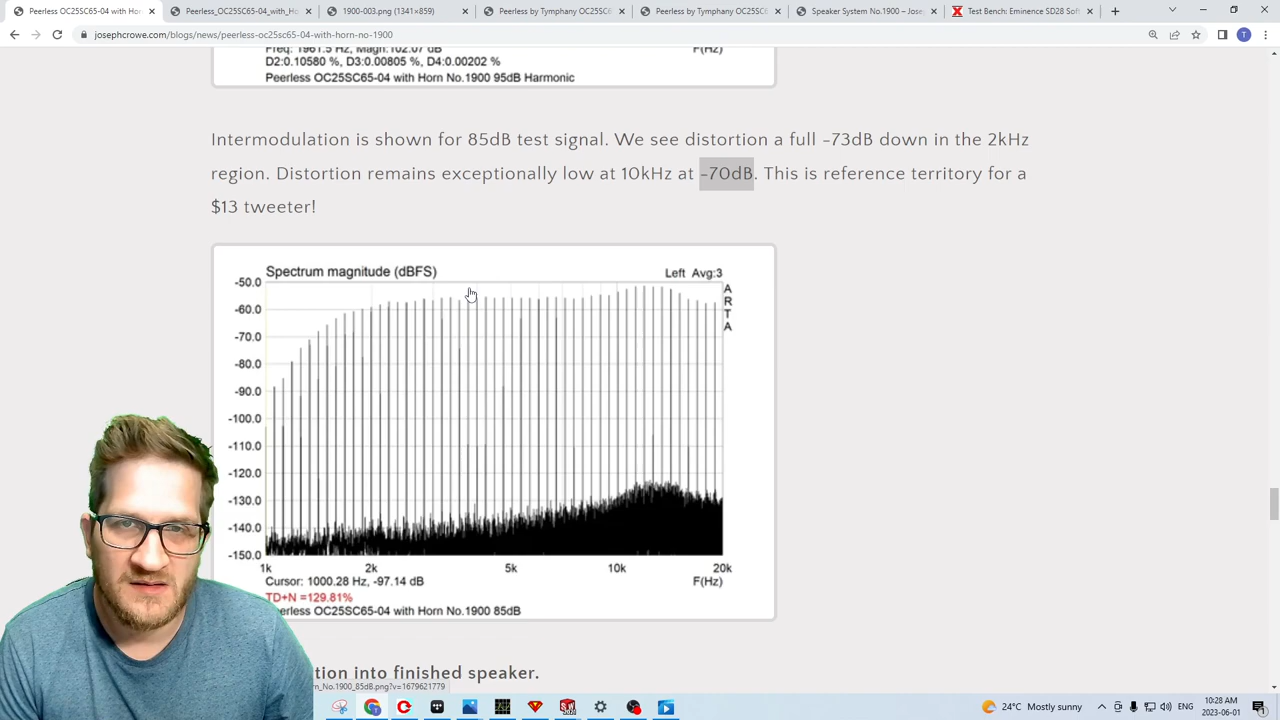 Peerless OC25SC65-04 with Hor
Peerless_OC25SC65-04_with_Ho
1900-003.png (1341×859)
Peerless by Tymphany OC25SC6
Peerless by Tymphany OC25SC6
Speaker System No.1900 – Jose
Test Bench: Eminence SD28 Sof
josephcrowe.com/blogs/news/peerless-oc25sc65-04-with-horn-no-1900
T
Freq: 1961.5 Hz, Magn:102.07 dB
F(Hz)
D2:0.10580 %, D3:0.00805 %, D4:0.00202 %
Peerless OC25SC65-04 with Horn No.1900 95dB Harmonic
Intermodulation is shown for 85dB test signal. We see distortion a full -73dB down in the 2kHz
region. Distortion remains exceptionally low at 10kHz at -70dB. This is reference territory for a
$13 tweeter!
Spectrum magnitude (dBFS)
Left Avg:3
-50.0
-60.0
-70.0
-80.0
-90.0
-100.0
-110.0
-120.0
-130.0
-140.0
-150.0
A
R
T
A
1k
2k
5k
10k
20k
Cursor: 1000.28 Hz, -97.14 dB
F(Hz)
TD+N =129.81%
eerless OC25SC65-04 with Horn No.1900 85dB
tion into finished speaker.
rn_No.1900_85dB.png?v=1679621779
24°C Mostly sunny
ENG
10:28 AM
2023-06-01